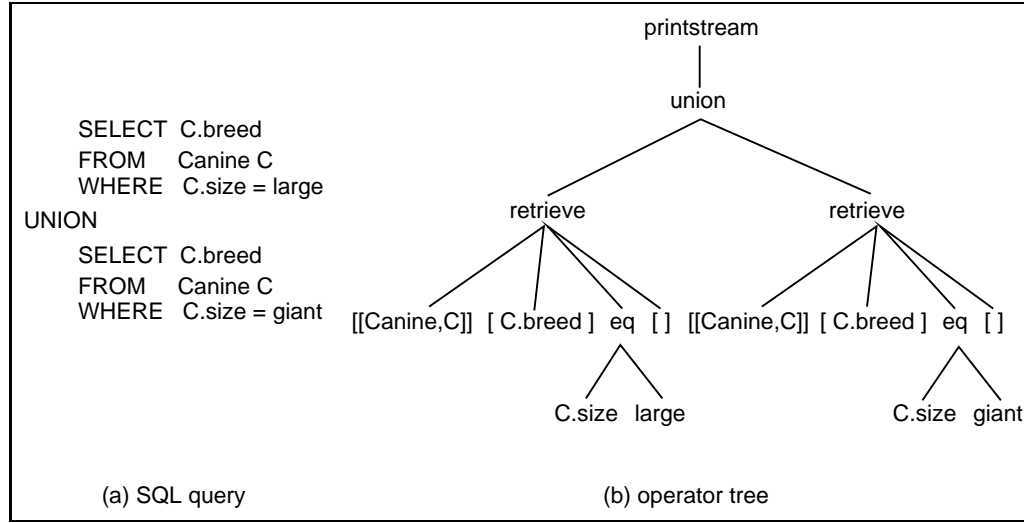 SELECT C.breed
FROM Canine C
WHERE C.size = large
UNION
SELECT C.breed
FROM Canine C
WHERE C.size = giant
(a) SQL query
printstream
union
retrieve retrieve
[[Canine,C]] [ C.breed ] eq [ ] [[Canine,C]] [ C.breed ] eq [ ]
C.size large C.size giant
(b) operator tree